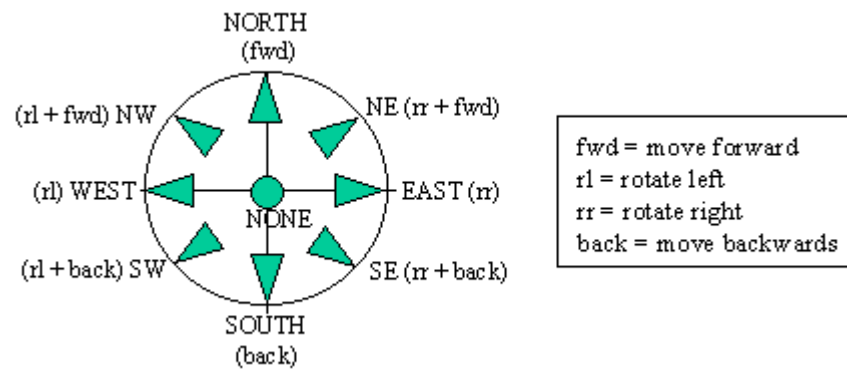 NORTH
(fwd)
(rl + fwd) NW
NE (rr + fwd)
(rl) WEST
EAST (rr)
NONE
(rl + back) SW
SE (rr + back)
SOUTH
(back)
fwd = move forward
rl = rotate left
rr = rotate right
back = move backwards